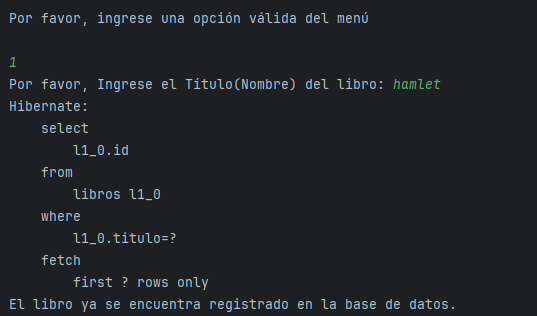 Por favor, ingrese una opción válida del menú
1
Por favor, Ingrese el Titulo(Nombre) del libro: hamlet
Hibernate:
    select
        l1_0.id
    from
        libros l1_0
    where
        l1_0.titulo=?
    fetch
        first ? rows only
El libro ya se encuentra registrado en la base de datos.